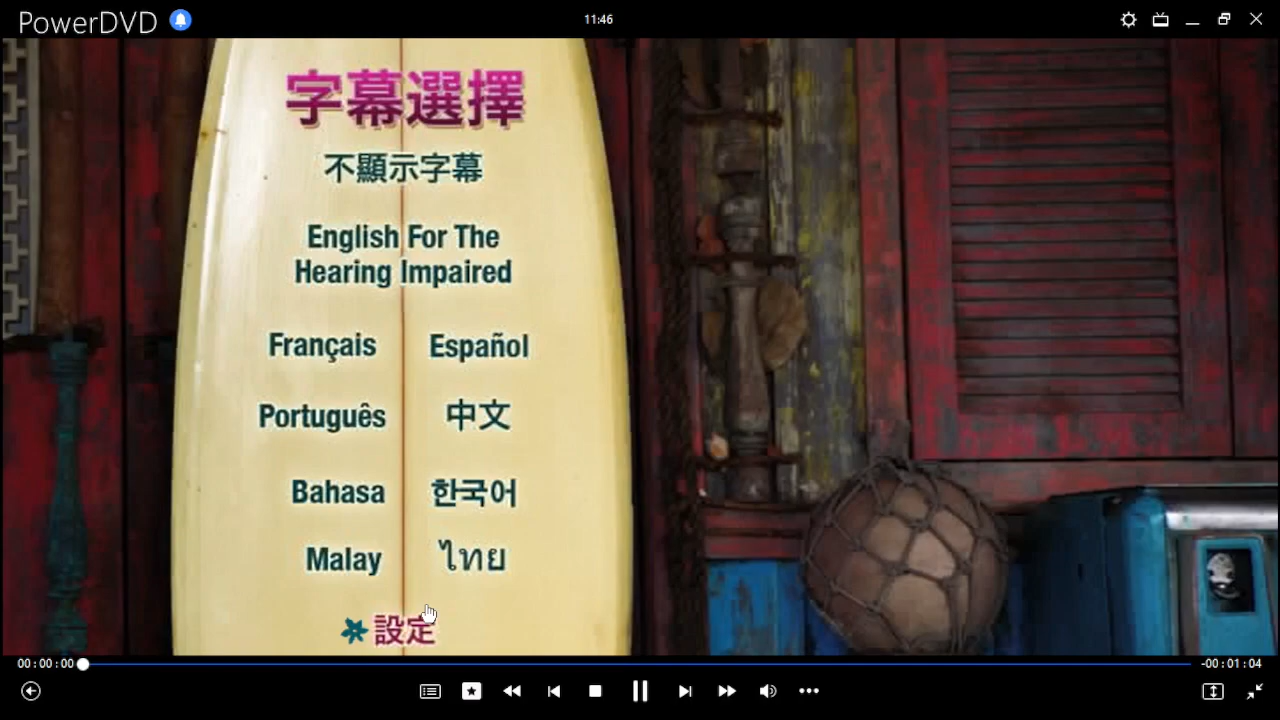 PowerDVD
11:46
字幕選擇
不顯示字幕
English For The
Hearing Impaired
Français
Español
Português
中文
Bahasa
한국어
Malay
ไทย
設定
00:00:00
-00:01:04